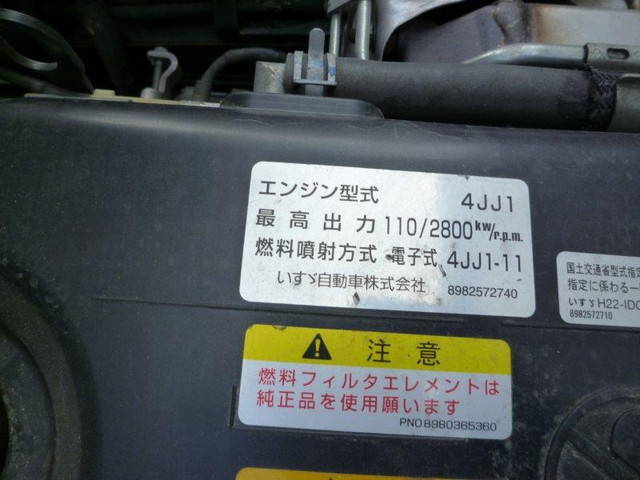 エンジン型式 4JJ1
最高出力 110/2800kw/r.p.m.
燃料噴射方式 電子式 4JJ1-11
いすゞ自動車株式会社 8982572740
国土交通省型式指
指定に係わる一
いすゞH22-IDC
8982572710
注意
燃料フィルタエレメントは
純正品を使用願います
PNO8980365360